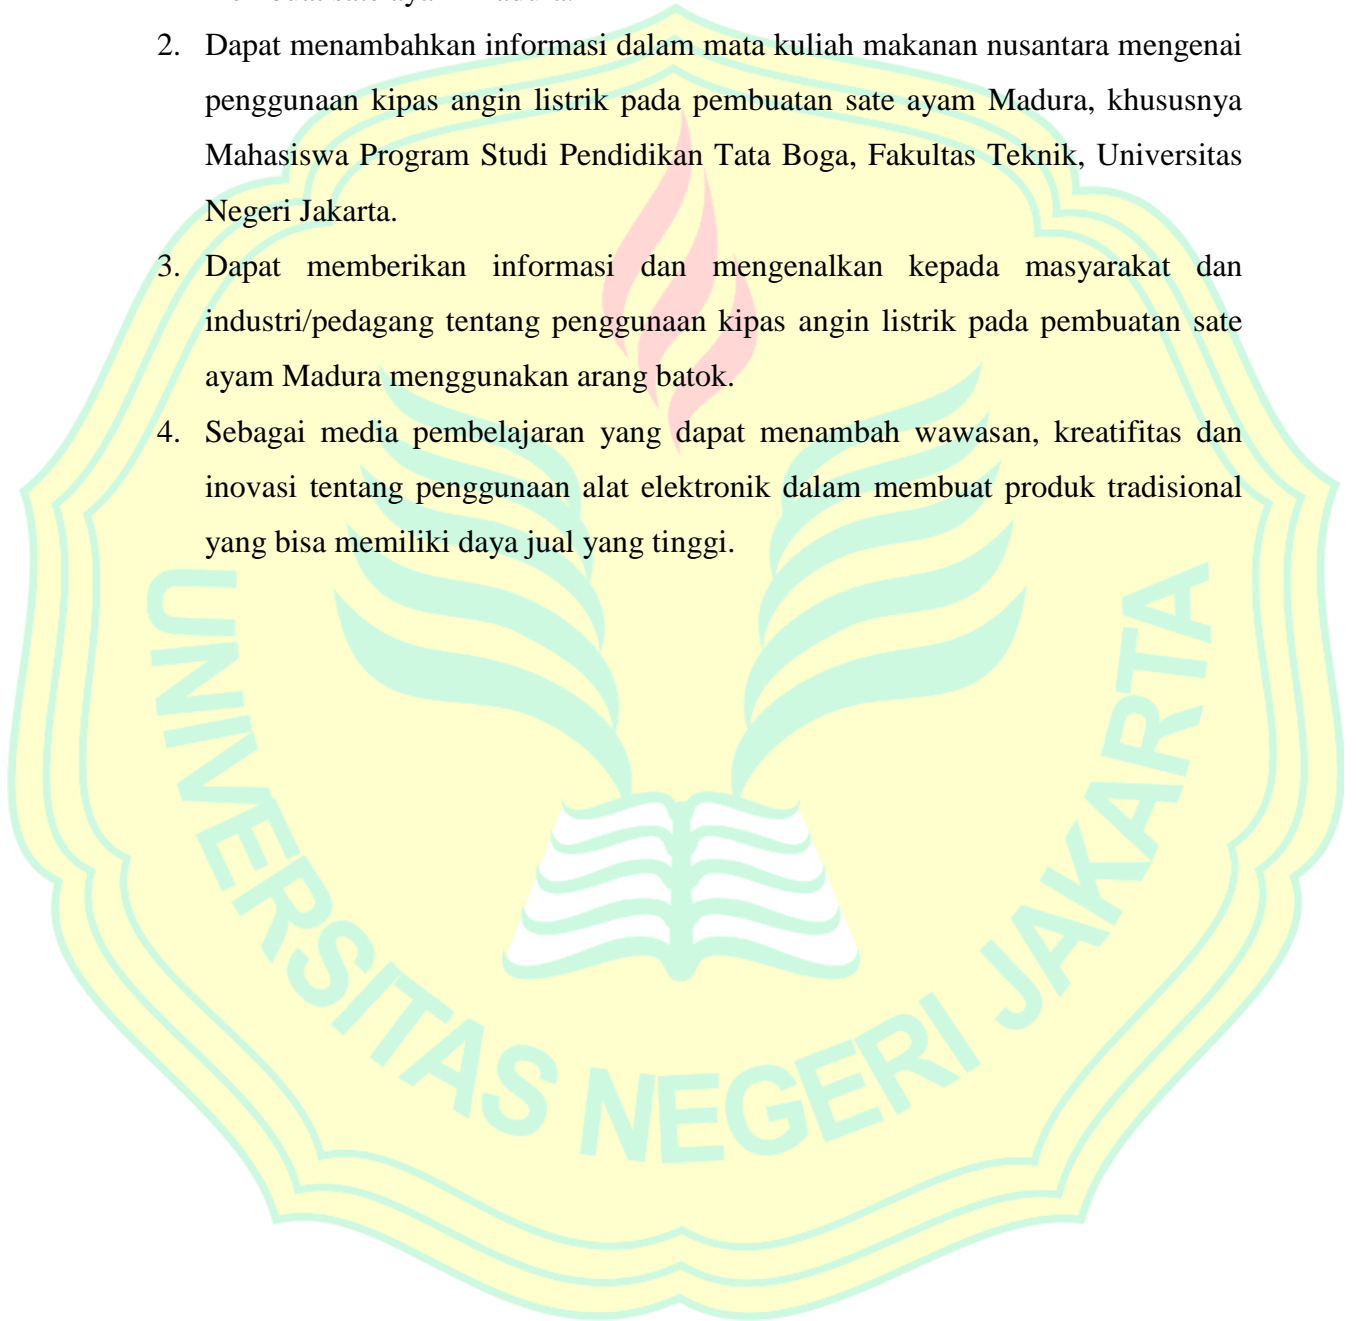 2. Dapat menambahkan informasi dalam mata kuliah makanan nusantara mengenai
penggunaan kipas angin listrik pada pembuatan sate ayam Madura, khususnya
Mahasiswa Program Studi Pendidikan Tata Boga, Fakultas Teknik, Universitas
Negeri Jakarta.
3. Dapat memberikan informasi dan mengenalkan kepada masyarakat dan
industri/pedagang tentang penggunaan kipas angin listrik pada pembuatan sate
ayam Madura menggunakan arang batok.
4. Sebagai media pembelajaran yang dapat menambah wawasan, kreatifitas dan
inovasi tentang penggunaan alat elektronik dalam membuat produk tradisional
yang bisa memiliki daya jual yang tinggi.
UNIVERSITAS NEGERI JAKARTA